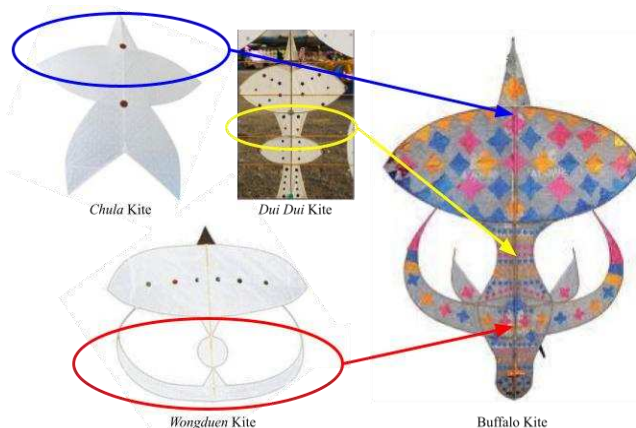 Chula Kite
Dui Dui Kite
Wongduen Kite
Buffalo Kite